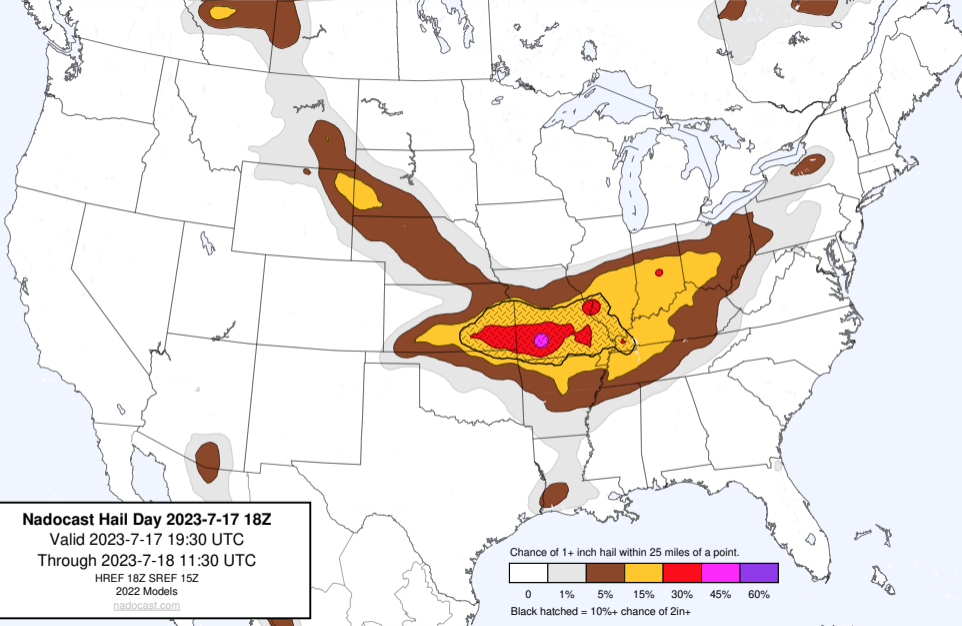 Nadocast Hail Day 2023-7-17 18Z
Valid 2023-7-17 19:30 UTC
Through 2023-7-18 11:30 UTC
HREF 18Z SREF 15Z
2022 Models
nadocast.com
Chance of 1+ inch hail within 25 miles of a point.
0 1% 5% 15% 30% 45% 60%
Black hatched = 10%+ chance of 2in+